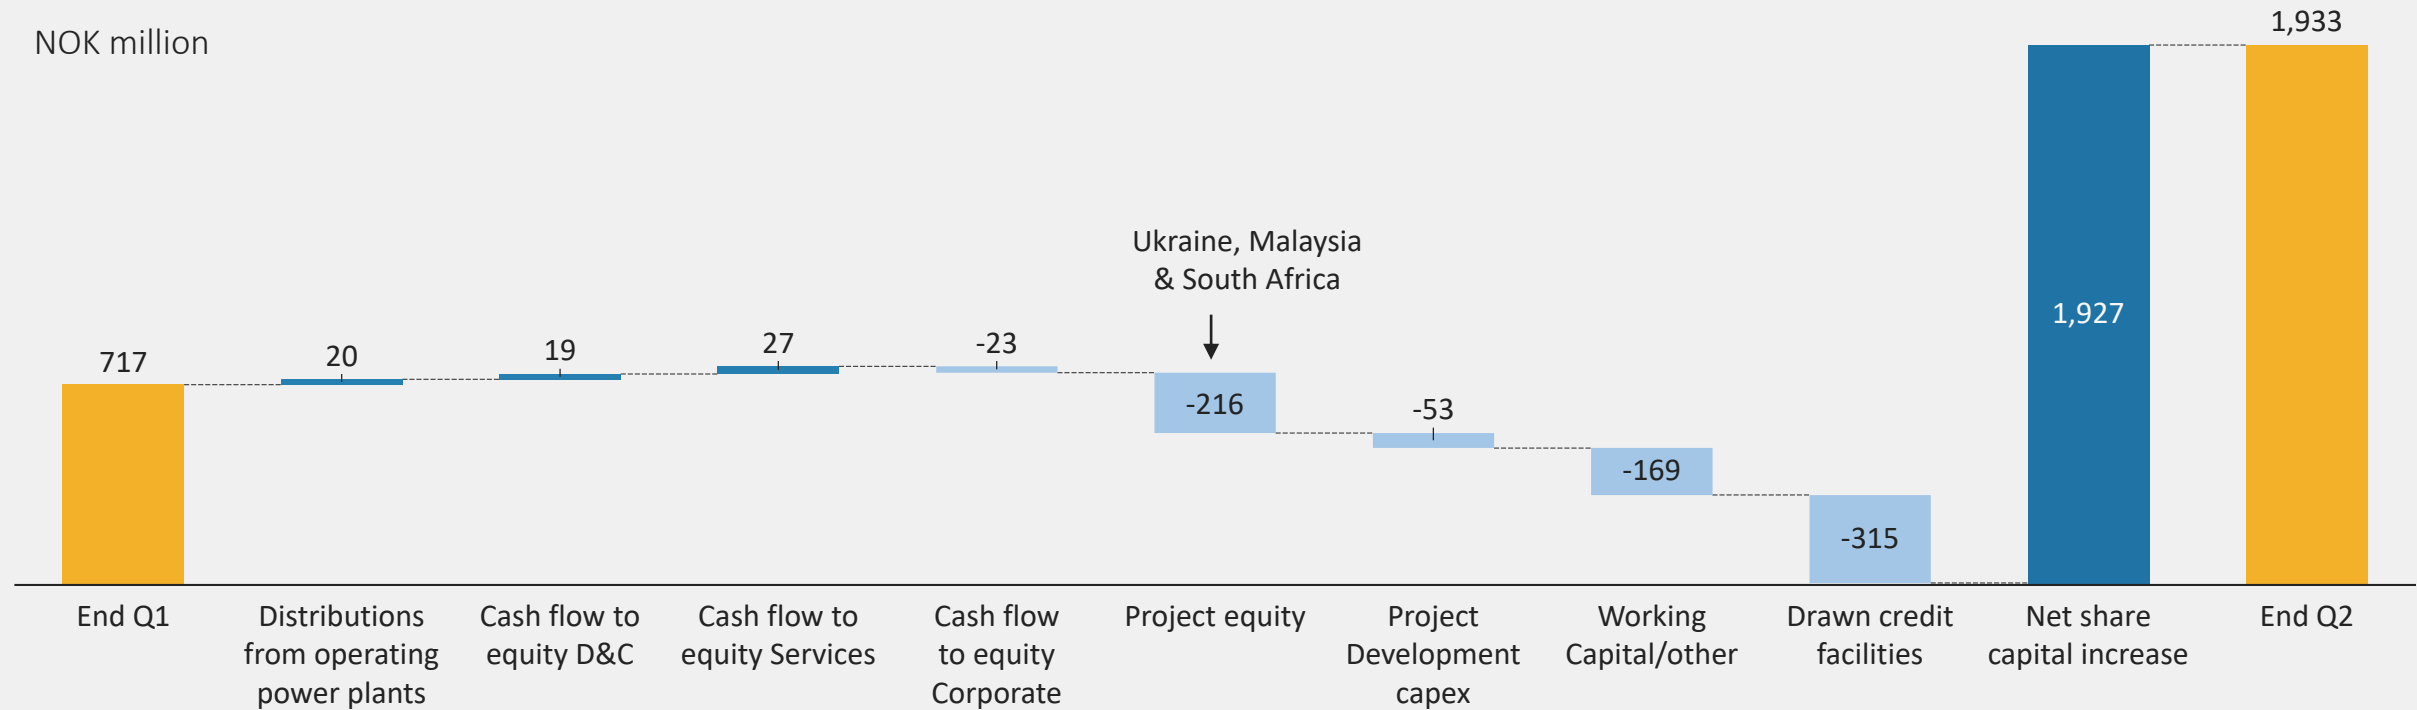 NOK million
1,933
1,927
Ukraine, Malaysia
& South Africa
717
20
19
27
-23
-216
-53
-169
-315
End Q1
Distributions
from operating
power plants
Cash flow to
equity D&C
Cash flow to
equity Services
Cash flow
to equity
Corporate
Project equity
Project
Development
capex
Working
Capital/other
Drawn credit
facilities
Net share
capital increase
End Q2